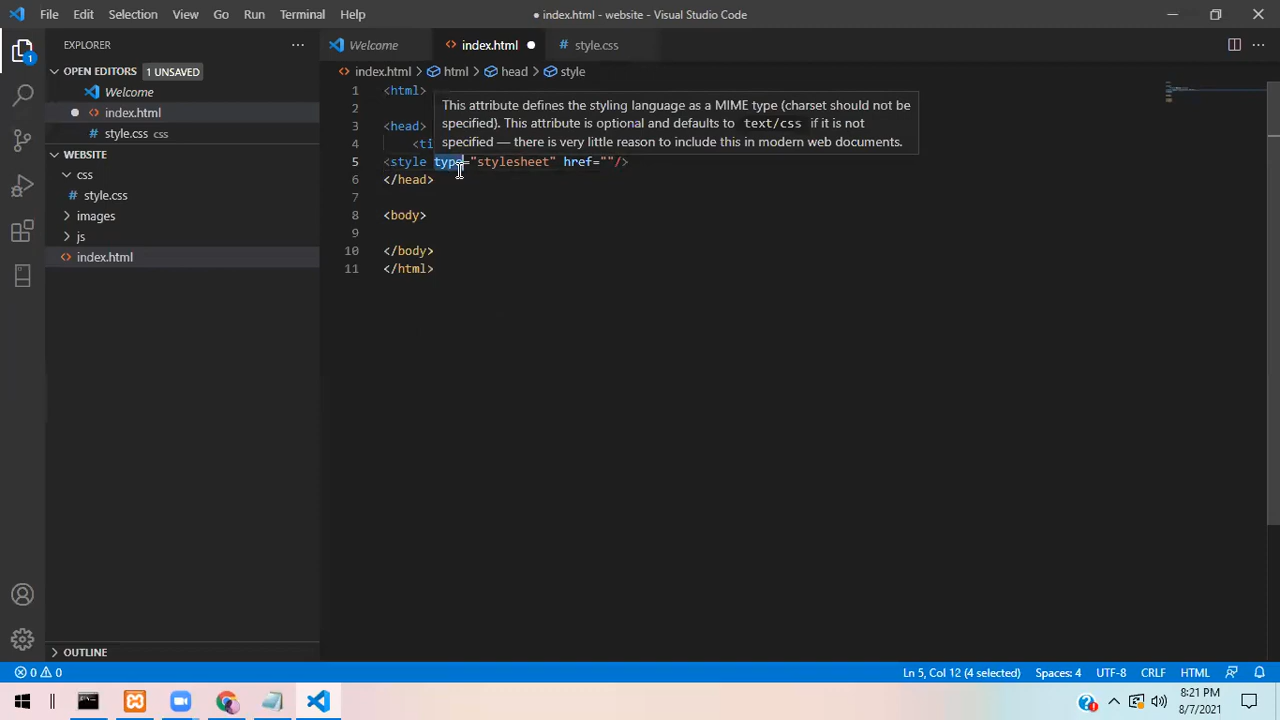 File Edit Selection View Go Run Terminal Help
● index.html - website - Visual Studio Code
EXPLORER
Welcome
index.html
style.css
OPEN EDITORS 1 UNSAVED
index.html > html > head > style
Welcome
index.html
style.css css
WEBSITE
css
style.css
images
js
index.html
1 <html>
2
3 <head>
4 <ti
5 <style type="stylesheet" href=""/>
6 </head>
7
8 <body>
9
10 </body>
11 </html>
This attribute defines the styling language as a MIME type (charset should not be
specified). This attribute is optional and defaults to text/css if it is not
specified — there is very little reason to include this in modern web documents.
1
OUTLINE
0 0
Ln 5, Col 12 (4 selected) Spaces: 4 UTF-8 CRLF HTML
8:21 PM
8/7/2021